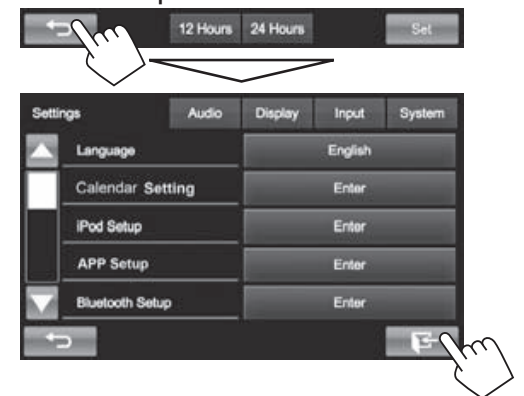 12 Hours 24 Hours Set
Settings Audio Display Input System
Language English
Calendar Setting Enter
iPod Setup Enter
APP Setup Enter
Bluetooth Setup Enter